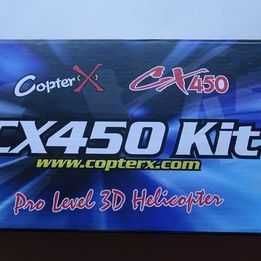 CopterX CX450
CX450 Kit
www.copterx.com
Pro Level 3D Helicopter